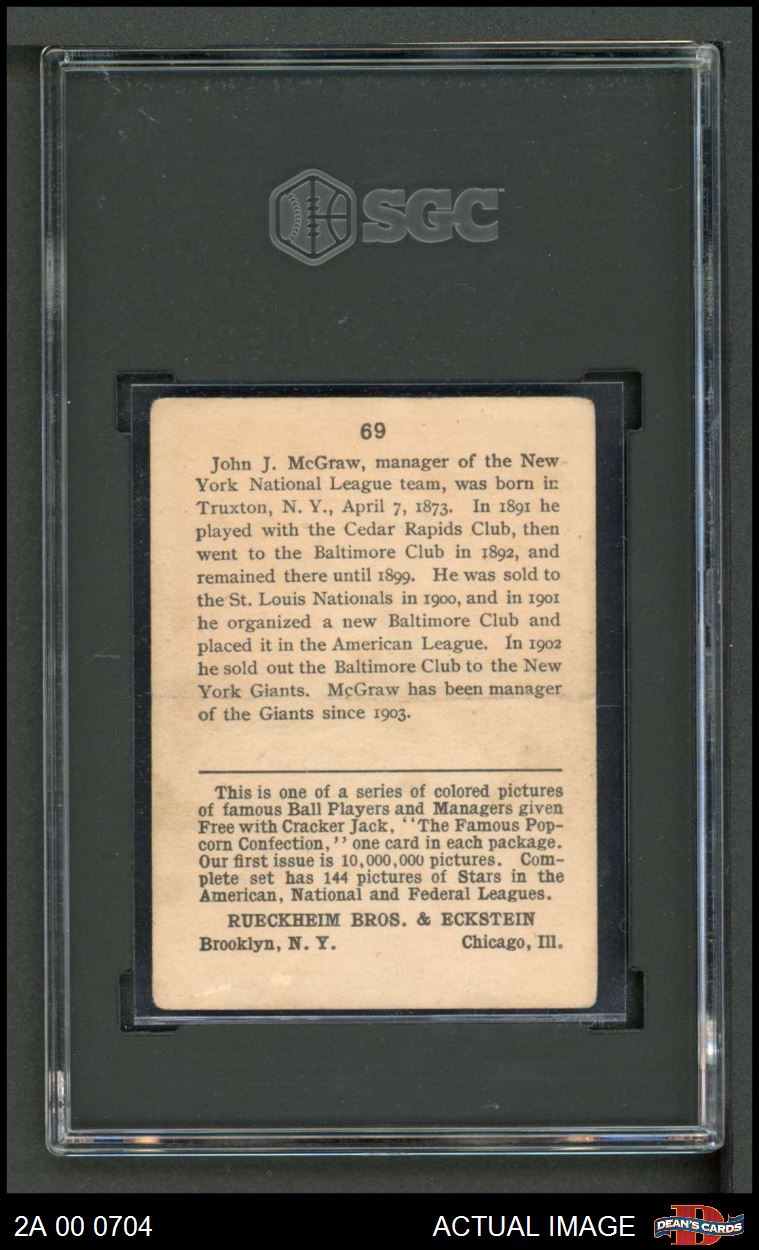 SGC
69
John J. McGraw, manager of the New
York National League team, was born in
Truxton, N. Y., April 7, 1873. In 1891 he
played with the Cedar Rapids Club, then
went to the Baltimore Club in 1892, and
remained there until 1899. He was sold to
the St. Louis Nationals in 1900, and in 1901
he organized a new Baltimore Club and
placed it in the American League. In 1902
he sold out the Baltimore Club to the New
York Giants. McGraw has been manager
of the Giants since 1903.
This is one of a series of colored pictures
of famous Ball Players and Managers given
Free with Cracker Jack, "The Famous Pop-
corn Confection," one card in each package.
Our first issue is 10,000,000 pictures. Com-
plete set has 144 pictures of Stars in the
American, National and Federal Leagues.
RUECKHEIM BROS. & ECKSTEIN
Brooklyn, N. Y. Chicago, Ill.
2A 00 0704 ACTUAL IMAGE D DEAN'S CARDS